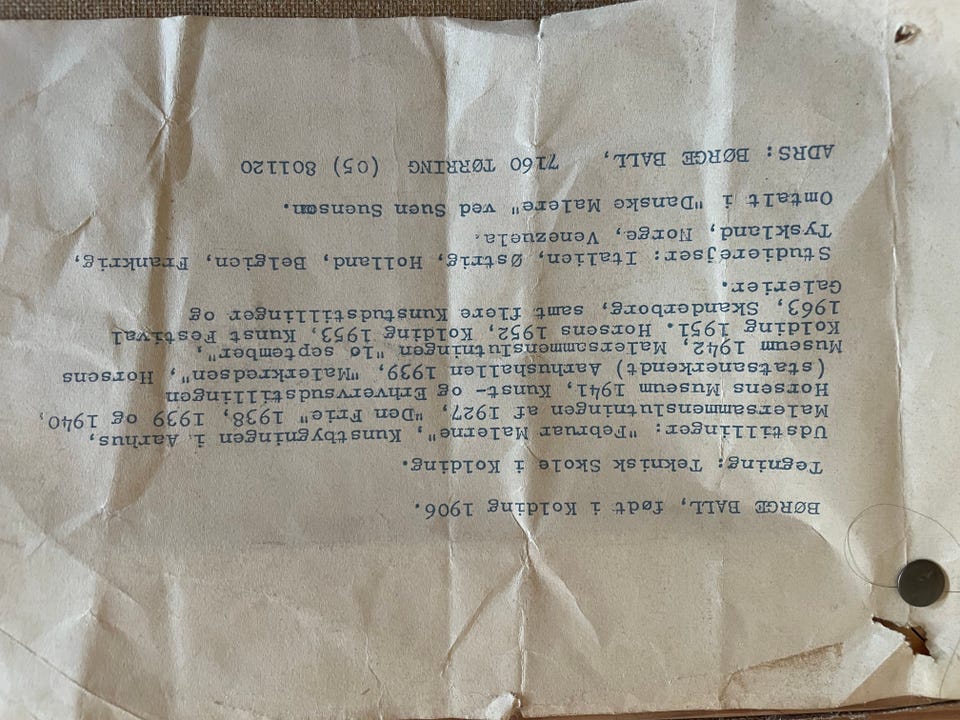 BØRGE BALL, født i Kolding 1906.
Tegning: Teknisk Skole i Kolding.
Udstillinger: "Februar Malerne", Kunstbygningen i Aarhus,
Malersammenslutningen af 1927, "Den Frie" 1938, 1939 og 1940,
Horsens Museum 1941, Kunst- og Erhvervsudstillingen
(statsanerkendt) Aarhushallen 1939, "Malerkredsen", Horsens
Museum 1942, Malersammenslutningen "10 september",
Kolding 1951. Horsens 1952, Kolding 1953, Kunst Festival
1963, Skanderborg, samt flere Kunstudstillinger og
Galerier.
Studierejser: Italien, Østrig, Holland, Belgien, Frankrig,
Tyskland, Norge, Venezuela.
Omtalt i "Danske Malere" ved Suen Suenson.
ADRS: BØRGE BALL, 7160 TØRRING (05) 801120